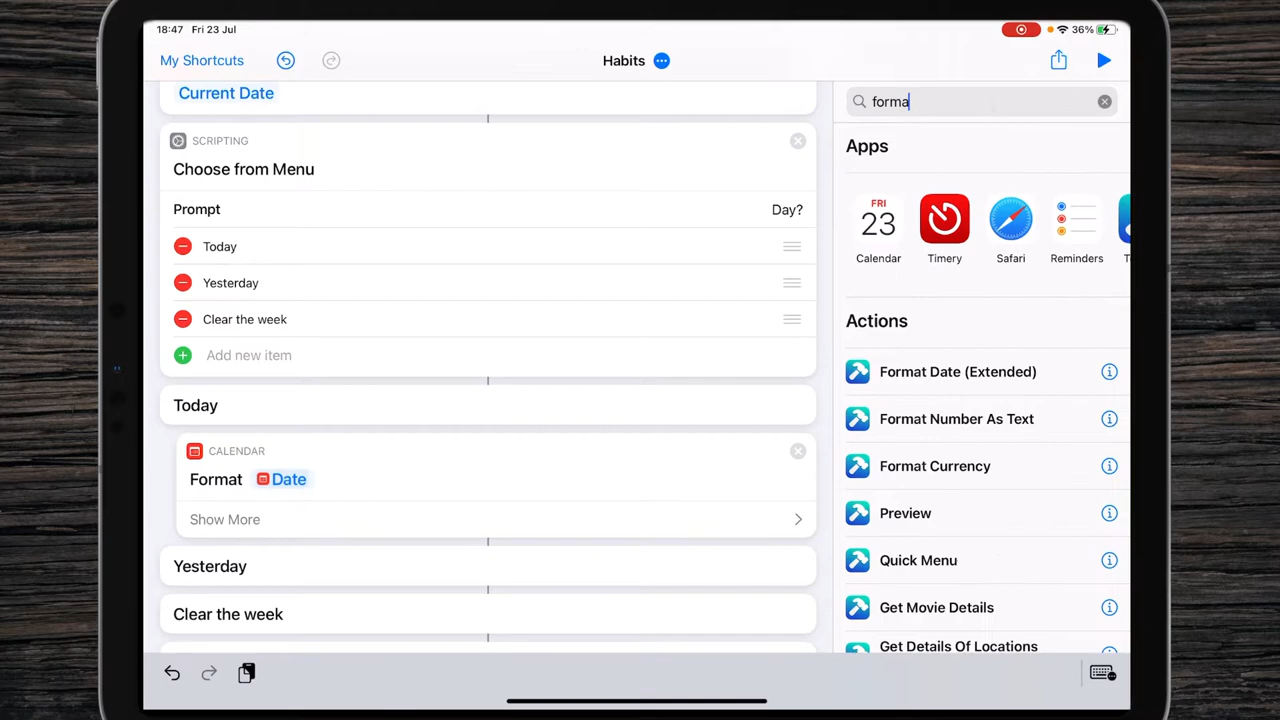 18:47 Fri 23 Jul
36%
My Shortcuts
Habits
Current Date
SCRIPTING
Choose from Menu
Prompt
Day?
Today
Yesterday
Clear the week
Add new item
Today
CALENDAR
Format Date
Show More
Yesterday
Clear the week
forma
Apps
FRI
23
Calendar
Timery
Safari
Reminders
Actions
Format Date (Extended)
Format Number As Text
Format Currency
Preview
Quick Menu
Get Movie Details
Get Details Of Locations